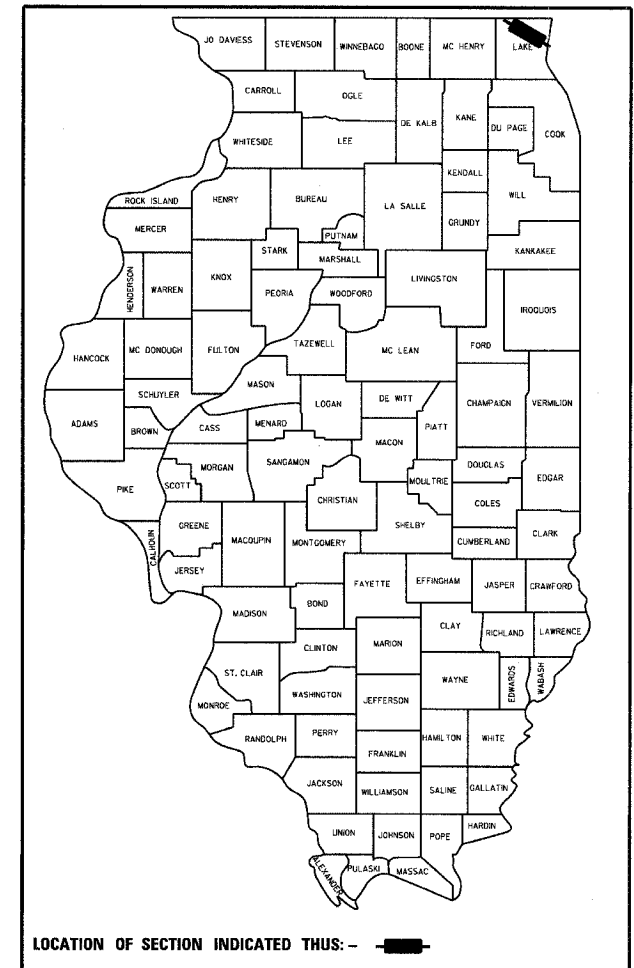 JO DAVIESS
STEVENSON
WINNEBAGO
BOONE
MC HENRY
LAKE
CARROLL
OGLE
DE KALB
KANE
DU PAGE
COOK
WHITESIDE
LEE
KENDALL
WILL
ROCK ISLAND
HENRY
BUREAU
LA SALLE
GRUNDY
MERCER
PUTNAM
STARK
MARSHALL
KANKAKEE
HENDERSON
WARREN
KNOX
PEORIA
WOODFORD
LIVINGSTON
IROQUOIS
HANCOCK
MC DONOUGH
FULTON
TAZEWELL
MC LEAN
FORD
MASON
SCHUYLER
LOGAN
DE WITT
CHAMPAIGN
VERMILION
ADAMS
BROWN
CASS
MENARD
PIATT
MACON
PIKE
SCOTT
MORGAN
SANGAMON
CHRISTIAN
MOULTRIE
DOUGLAS
EDGAR
COLES
GREENE
MACOUPIN
MONTGOMERY
SHELBY
CUMBERLAND
CLARK
CALHOUN
JERSEY
FAYETTE
EFFINGHAM
JASPER
CRAWFORD
MADISON
BOND
CLAY
RICHLAND
LAWRENCE
CLINTON
MARION
ST. CLAIR
WASHINGTON
WAYNE
EDWARDS
WABASH
MONROE
JEFFERSON
RANDOLPH
PERRY
HAMILTON
WHITE
FRANKLIN
JACKSON
WILLIAMSON
SALINE
GALLATIN
UNION
JOHNSON
POPE
HARDIN
ALEXANDER
PULASKI
MASSAC
LOCATION OF SECTION INDICATED THUS: –